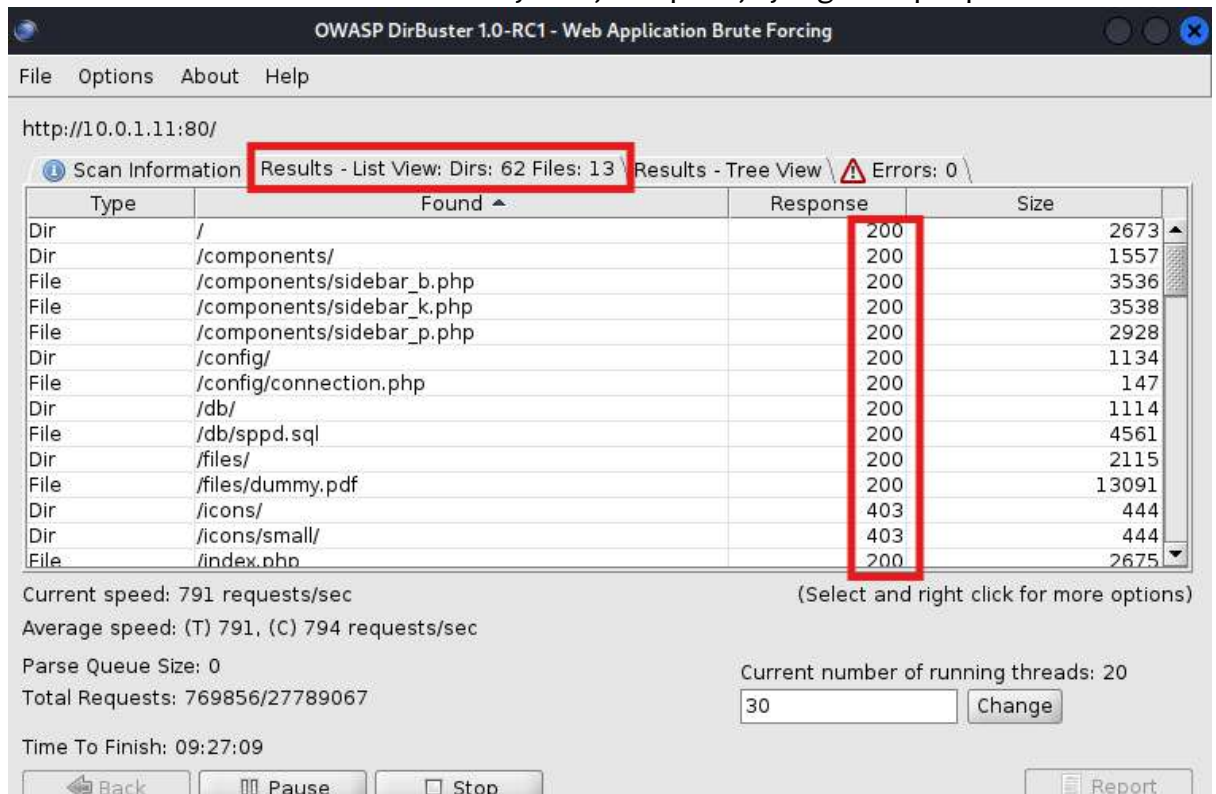 OWASP DirBuster 1.0-RC1 - Web Application Brute Forcing
File Options About Help
http://10.0.1.11:80/
Scan Information Results - List View: Dirs: 62 Files: 13 Results - Tree View Errors: 0
Type Found Response Size
Dir / 200 2673
Dir /components/ 200 1557
File /components/sidebar_b.php 200 3536
File /components/sidebar_k.php 200 3538
File /components/sidebar_p.php 200 2928
Dir /config/ 200 1134
File /config/connection.php 200 147
Dir /db/ 200 1114
File /db/sppd.sql 200 4561
Dir /files/ 200 2115
File /files/dummy.pdf 200 13091
Dir /icons/ 403 444
Dir /icons/small/ 403 444
File /index.php 200 2675
Current speed: 791 requests/sec (Select and right click for more options)
Average speed: (T) 791, (C) 794 requests/sec
Parse Queue Size: 0 Current number of running threads: 20
Total Requests: 769856/27789067 30 Change
Time To Finish: 09:27:09
Back Pause Stop Report